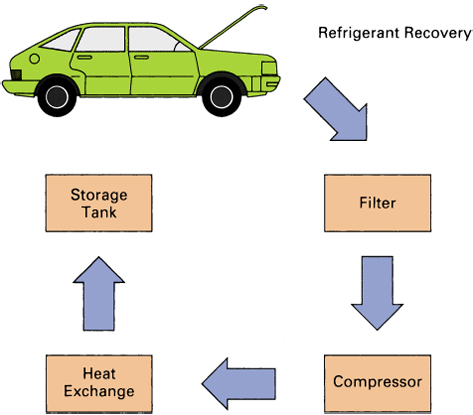 Refrigerant Recovery
Storage
Tank
Filter
Heat
Exchange
Compressor